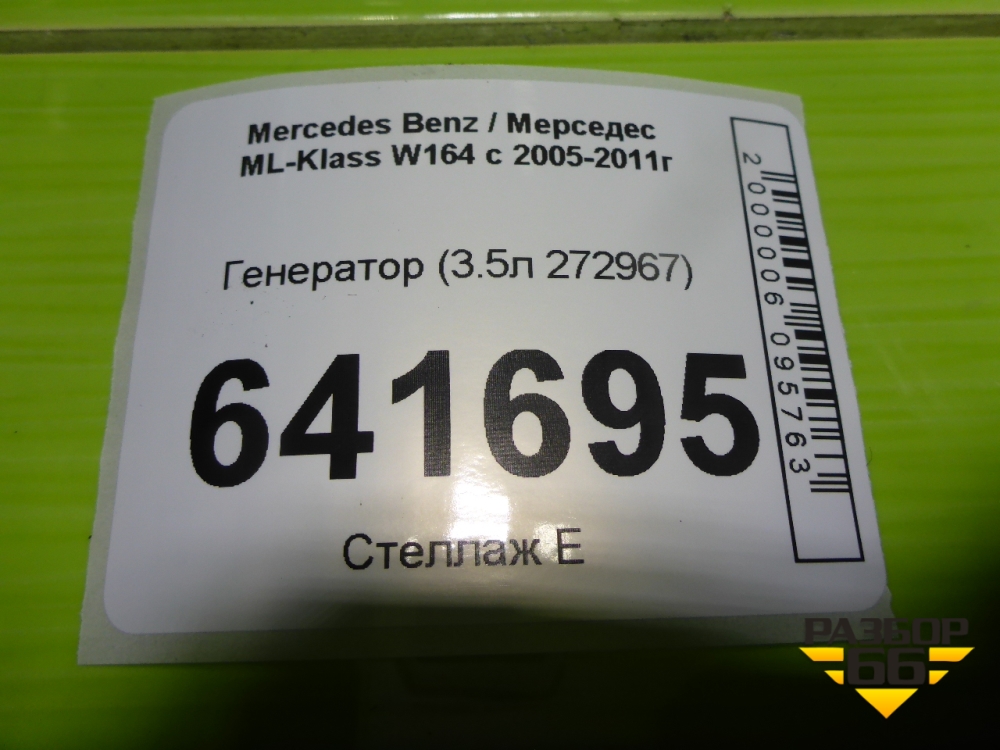 Mercedes Benz / Мерседес
ML-Klass W164 с 2005-2011г
Генератор (3.5л 272967)
641695
Стеллаж Е
2000006095763
РАЗБОР
66